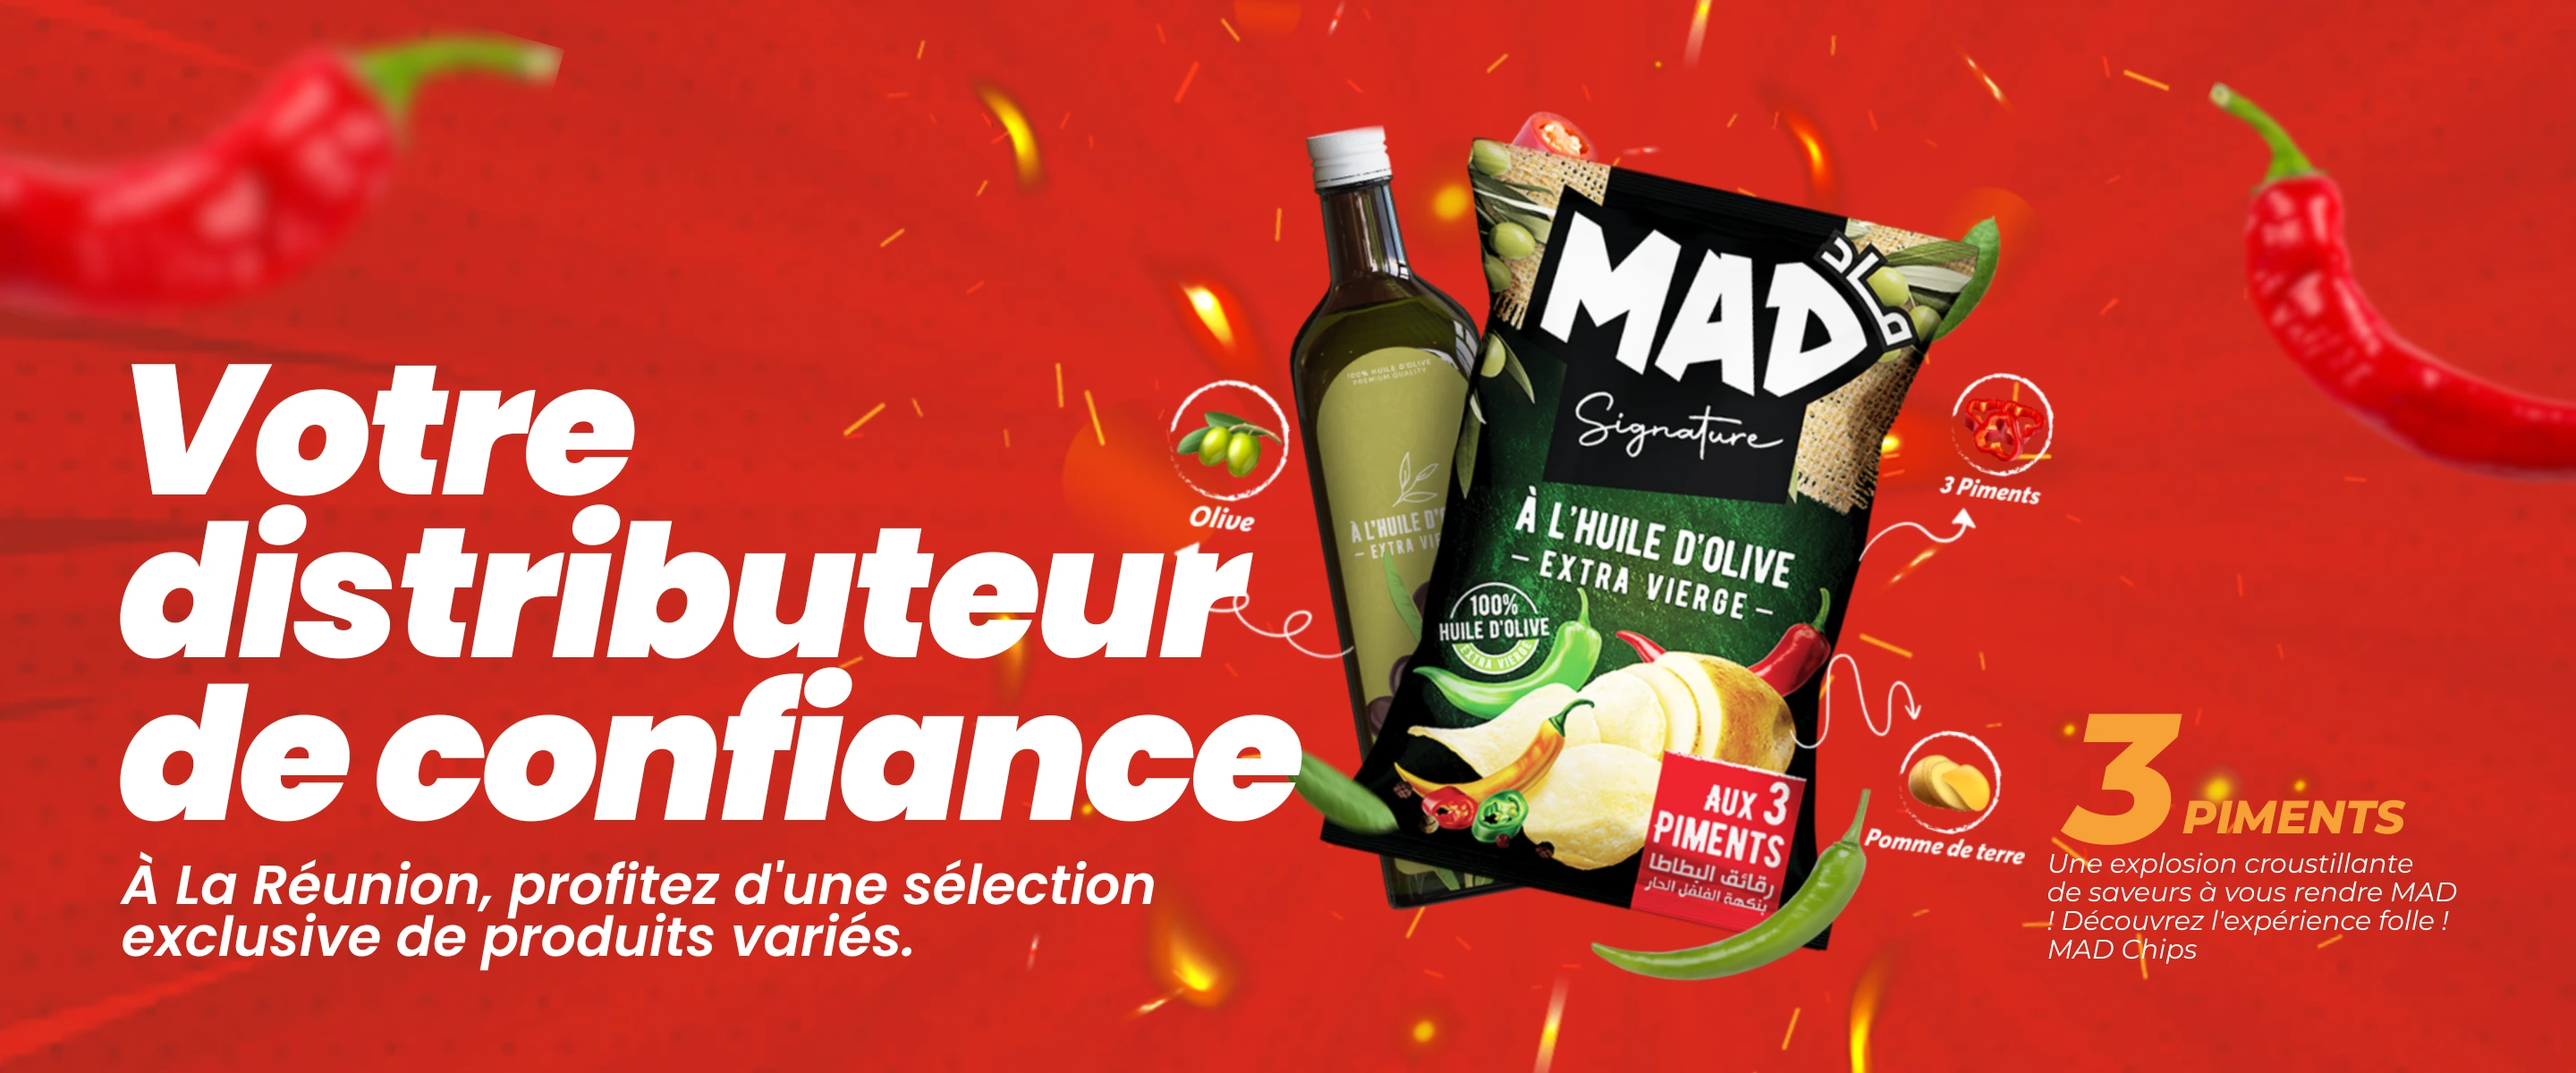 Votre
distributeur
de confiance
À La Réunion, profitez d'une sélection
exclusive de produits variés.
Olive
100% HUILE D'OLIVE
PREMIUM QUALITY
À L'HUILE
EXTRA
MAD
ماد
Signature
À L'HUILE D'OLIVE
- EXTRA VIERGE -
100%
HUILE D'OLIVE
EXTRA VIERGE
AUX 3
PIMENTS
رقائق البطاطا
بنكهة الفلفل الحار
3 Piments
Pomme de terre
3 PIMENTS
Une explosion croustillante
de saveurs à vous rendre MAD
! Découvrez l'expérience folle !
MAD Chips